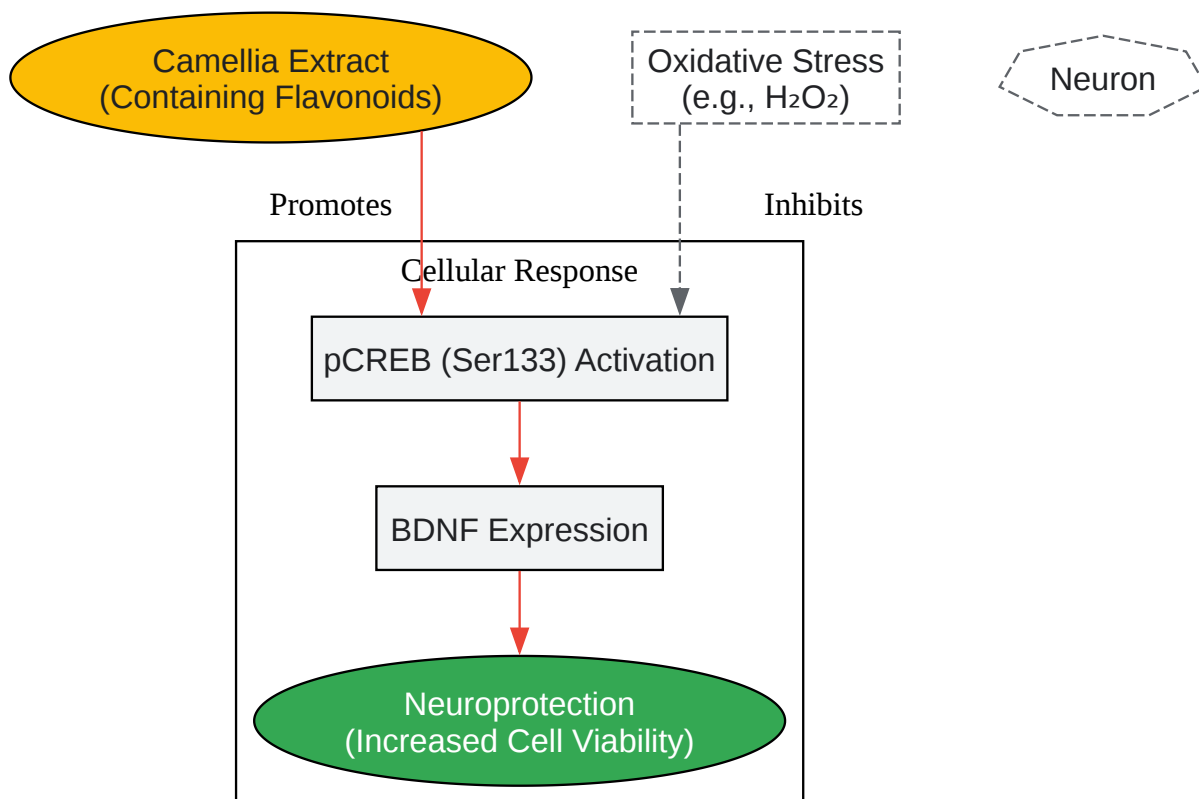 Camellia Extract
(Containing Flavonoids)
Oxidative Stress
(e.g., H₂O₂)
Neuron
Promotes
Inhibits
Cellular Response
pCREB (Ser133) Activation
BDNF Expression
Neuroprotection
(Increased Cell Viability)